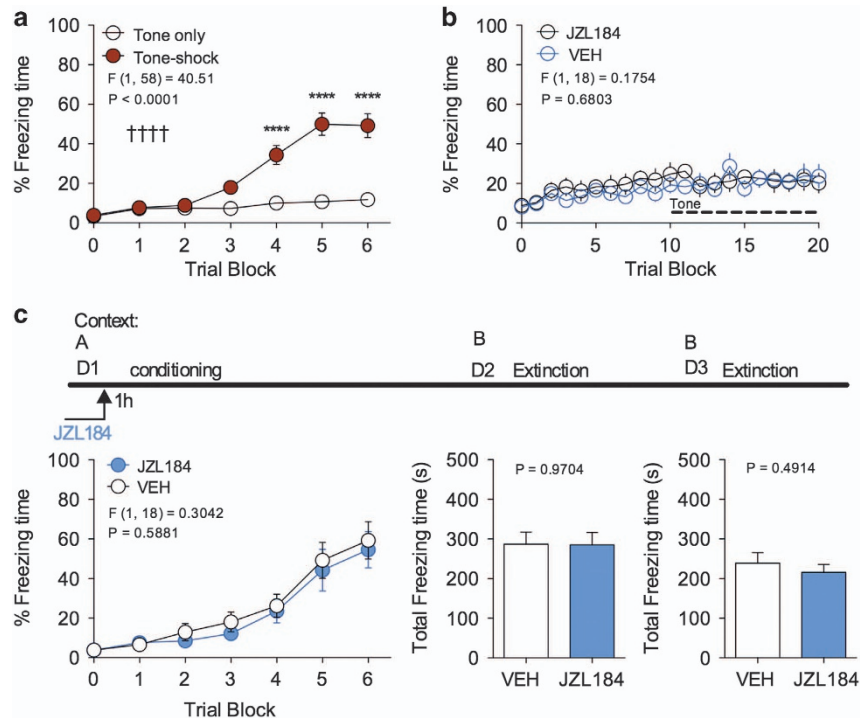 a
100
80
60
40
20
0
% Freezing time
Tone only
Tone-shock
F (1, 58) = 40.51
P < 0.0001
††††
****
****
****
0 1 2 3 4 5 6
Trial Block
b
100
80
60
40
20
0
% Freezing time
JZL184
VEH
F (1, 18) = 0.1754
P = 0.6803
Tone
0 5 10 15 20
Trial Block
c
Context:
A B B
D1 conditioning D2 Extinction D3 Extinction
1h
JZL184
100
80
60
40
20
0
% Freezing time
JZL184
VEH
F (1, 18) = 0.3042
P = 0.5881
0 1 2 3 4 5 6
Trial Block
500
400
300
200
100
0
Total Freezing time (s)
P = 0.9704
VEH JZL184
500
400
300
200
100
0
Total Freezing time (s)
P = 0.4914
VEH JZL184